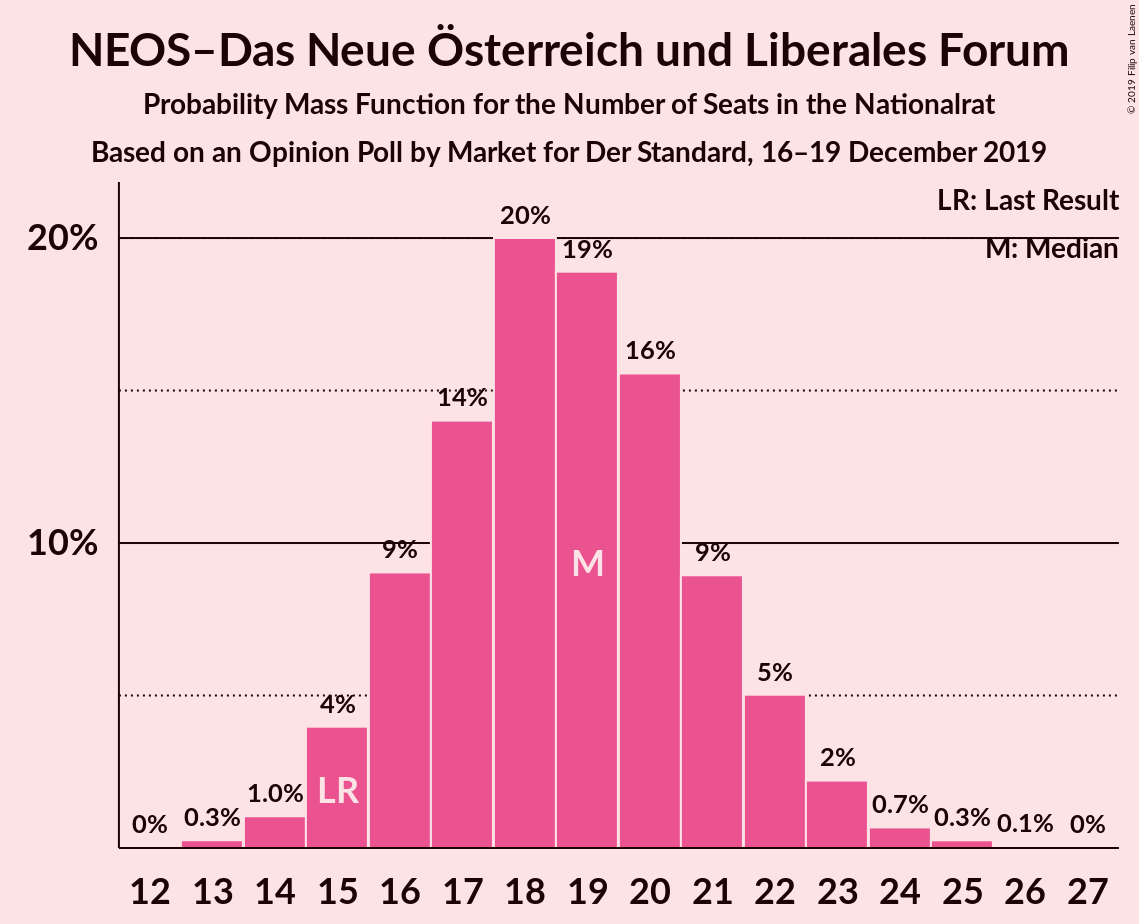 NEOS–Das Neue Österreich und Liberales Forum
Probability Mass Function for the Number of Seats in the Nationalrat
Based on an Opinion Poll by Market for Der Standard, 16–19 December 2019
© 2019 Filip van Laenen
LR: Last Result
M: Median
20%
10%
0%
0.3%
1.0%
4%
9%
14%
20%
19%
16%
9%
5%
2%
0.7%
0.3%
0.1%
0%
LR
M
12 13 14 15 16 17 18 19 20 21 22 23 24 25 26 27